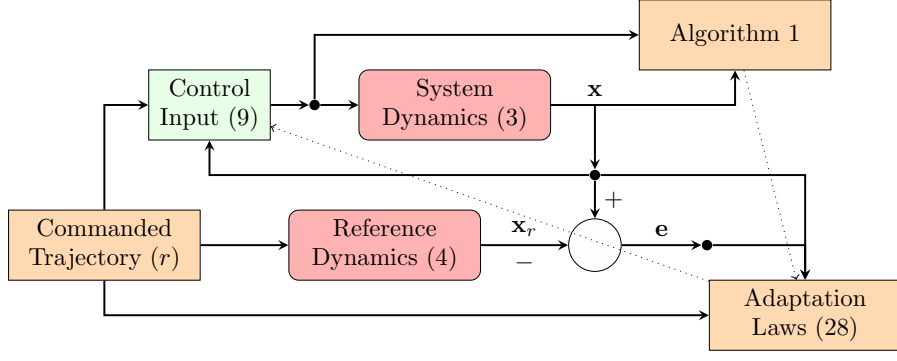 Algorithm 1
Control
Input (9)
System
Dynamics (3)
x
+
Commanded
Trajectory (r)
Reference
Dynamics (4)
x_r
−
e
Adaptation
Laws (28)